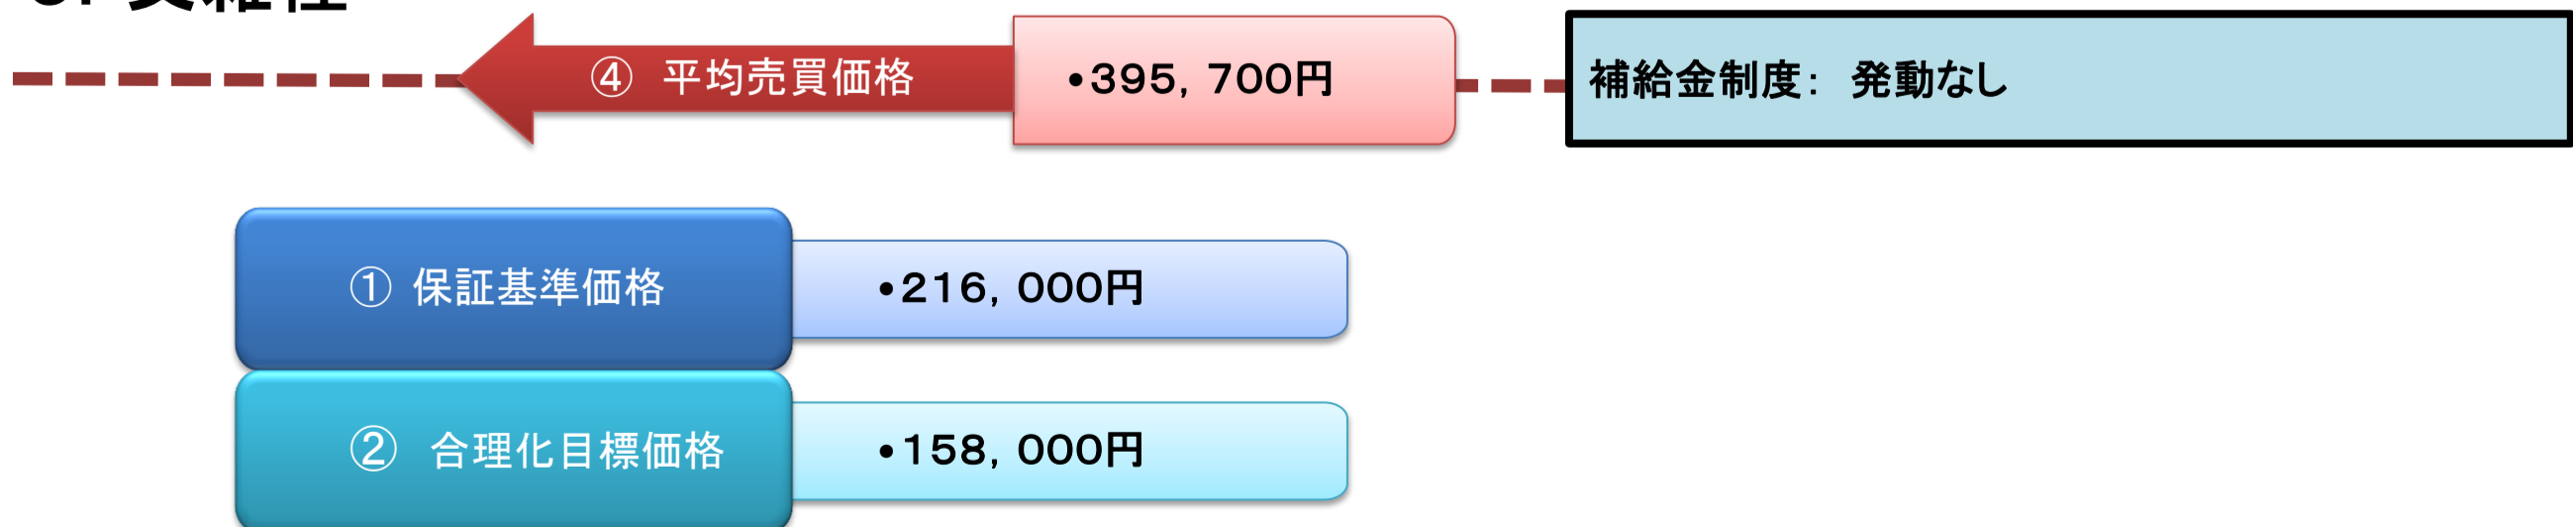 ④　平均売買価格
•395，700円
補給金制度：　発動なし
① 保証基準価格
•216，000円
②　合理化目標価格
•158，000円